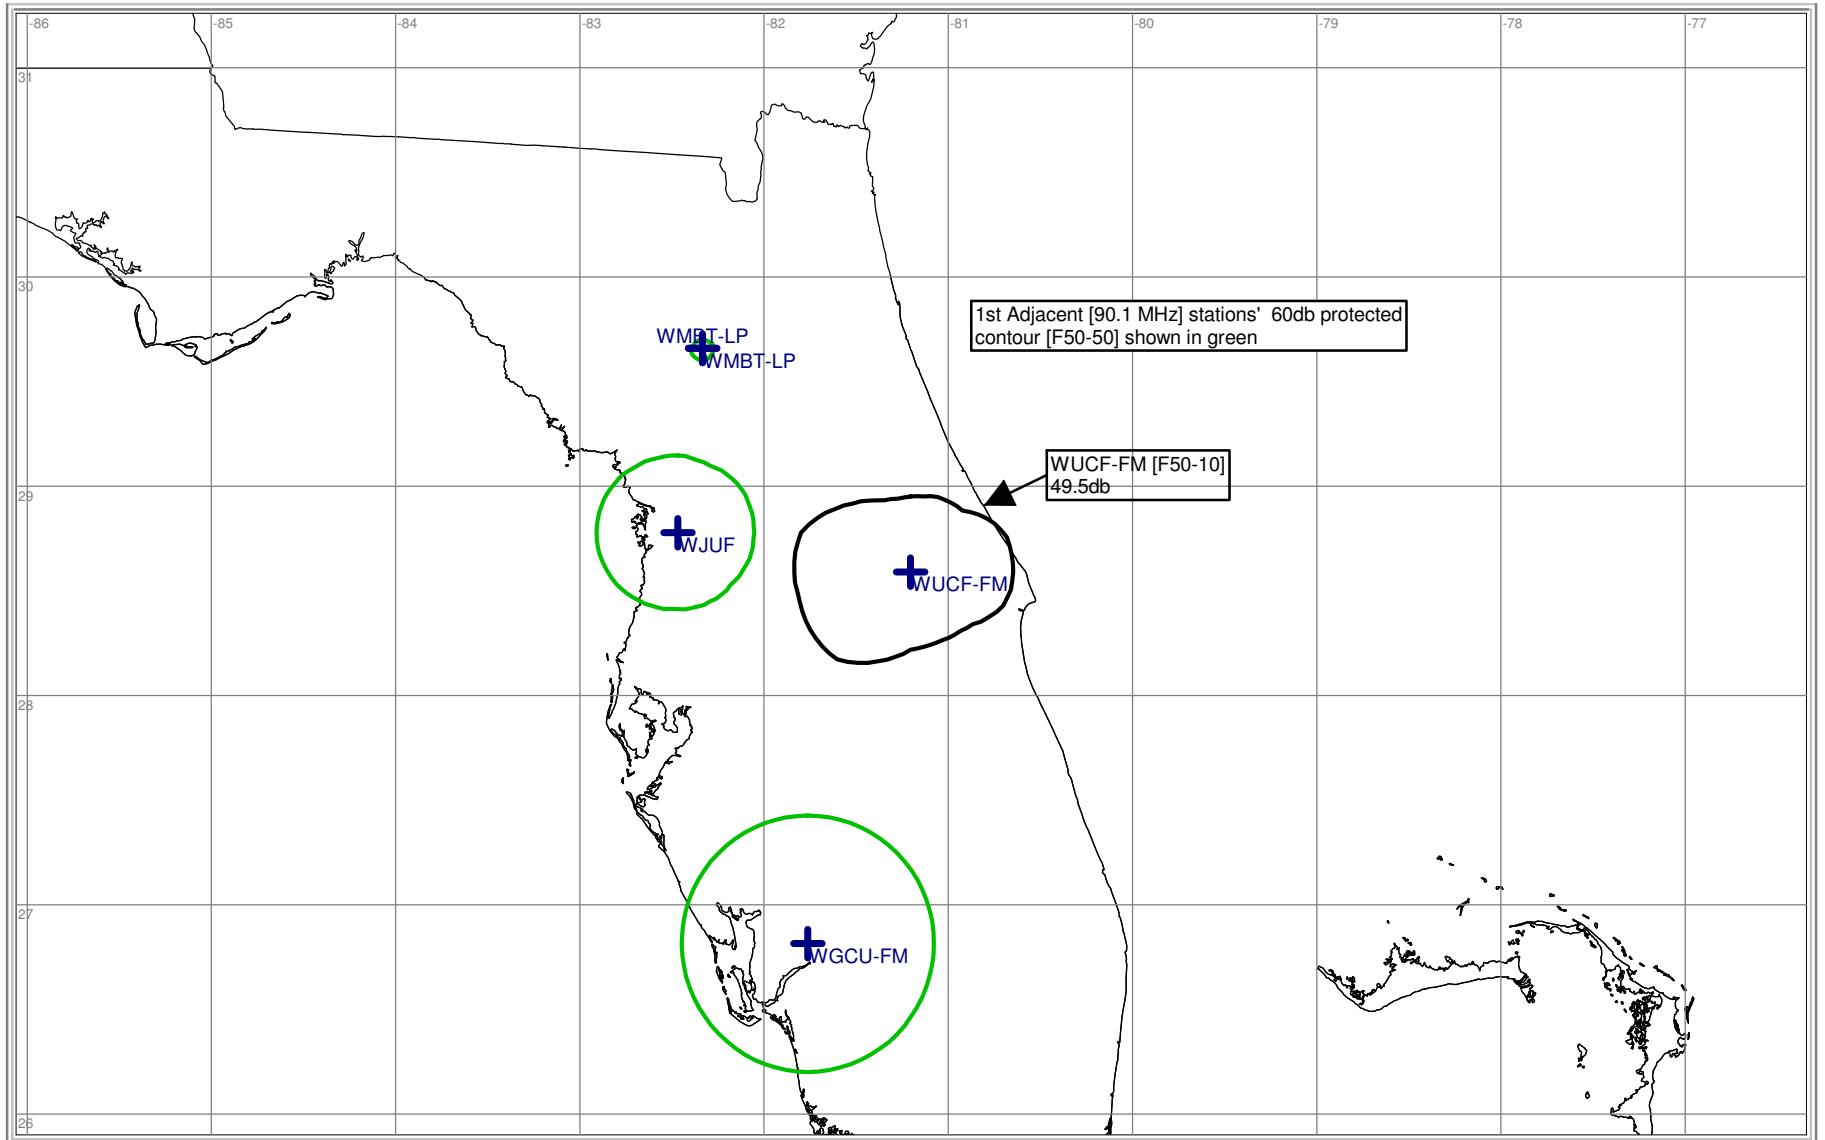 -86 -85 -84 -83 -82 -81 -80 -79 -78 -77
31
30
1st Adjacent [90.1 MHz] stations'  60db protected
contour [F50-50] shown in green
WMBT-LP
WMBT-LP
WUCF-FM [F50-10]
49.5db
29
WJUF
WUCF-FM
28
27
WGCU-FM
26